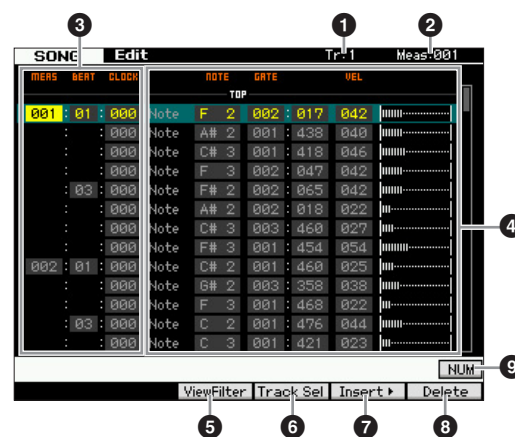 3 1 2
SONG Edit Tr:1 Meas:001
MEAS BEAT CLOCK NOTE GATE VEL
TOP
001 : 01 : 000 Note F 2 002 : 017 042
: : 000 Note A# 2 001 : 438 040
: : 000 Note C# 3 001 : 418 046
: : 000 Note F 3 002 : 047 042
: 03 : 000 Note F# 2 002 : 065 042
: : 000 Note A# 2 002 : 018 022
: : 000 Note C# 3 003 : 460 027
: : 000 Note F# 3 001 : 454 054
002 : 01 : 000 Note C# 2 001 : 460 025
: : 000 Note G# 2 003 : 358 038
: : 000 Note F 3 001 : 468 022
: 03 : 000 Note C 2 001 : 476 044
: : 000 Note C 3 001 : 421 023
4
NUM 9
ViewFilter Track Sel Insert Delete
5 6 7 8